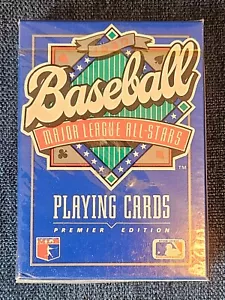 Baseball
MAJOR LEAGUE ALL-STARS
TM
PLAYING CARDS
PREMIER EDITION